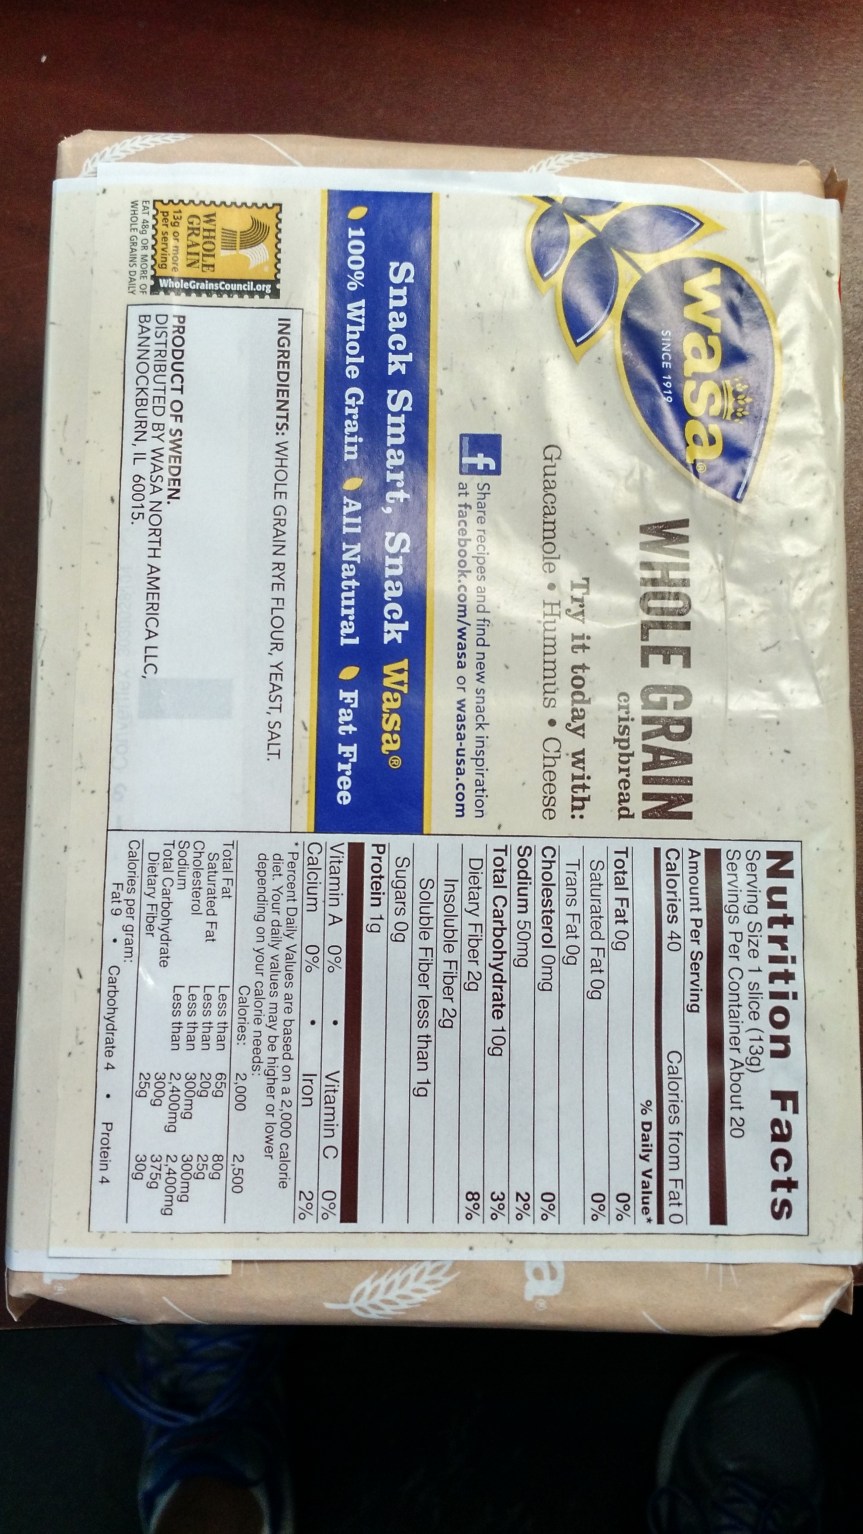 wasa®
SINCE 1919
WHOLE GRAIN
crispbread
Try it today with:
Guacamole • Hummus • Cheese
Share recipes and find new snack inspiration
at facebook.com/wasa or wasa-usa.com
Snack Smart, Snack Wasa®
100% Whole Grain All Natural Fat Free
WHOLE
GRAIN
13g or more
per serving
WholeGrainsCouncil.org
EAT 48g OR MORE OF
WHOLE GRAINS DAILY
INGREDIENTS: WHOLE GRAIN RYE FLOUR, YEAST, SALT.
PRODUCT OF SWEDEN.
DISTRIBUTED BY WASA NORTH AMERICA LLC,
BANNOCKBURN, IL 60015.
Nutrition Facts
Serving Size 1 slice (13g)
Servings Per Container About 20
Amount Per Serving
Calories 40 Calories from Fat 0
% Daily Value*
Total Fat 0g 0%
Saturated Fat 0g 0%
Trans Fat 0g
Cholesterol 0mg 0%
Sodium 50mg 2%
Total Carbohydrate 10g 3%
Dietary Fiber 2g 8%
Insoluble Fiber 2g
Soluble Fiber less than 1g
Sugars 0g
Protein 1g
Vitamin A 0% • Vitamin C 0%
Calcium 0% • Iron 2%
*Percent Daily Values are based on a 2,000 calorie
diet. Your daily values may be higher or lower
depending on your calorie needs:
Calories: 2,000 2,500
Total Fat Less than 65g 80g
Saturated Fat Less than 20g 25g
Cholesterol Less than 300mg 300mg
Sodium Less than 2,400mg 2,400mg
Total Carbohydrate 300g 375g
Dietary Fiber 25g 30g
Calories per gram:
Fat 9 • Carbohydrate 4 • Protein 4
a®